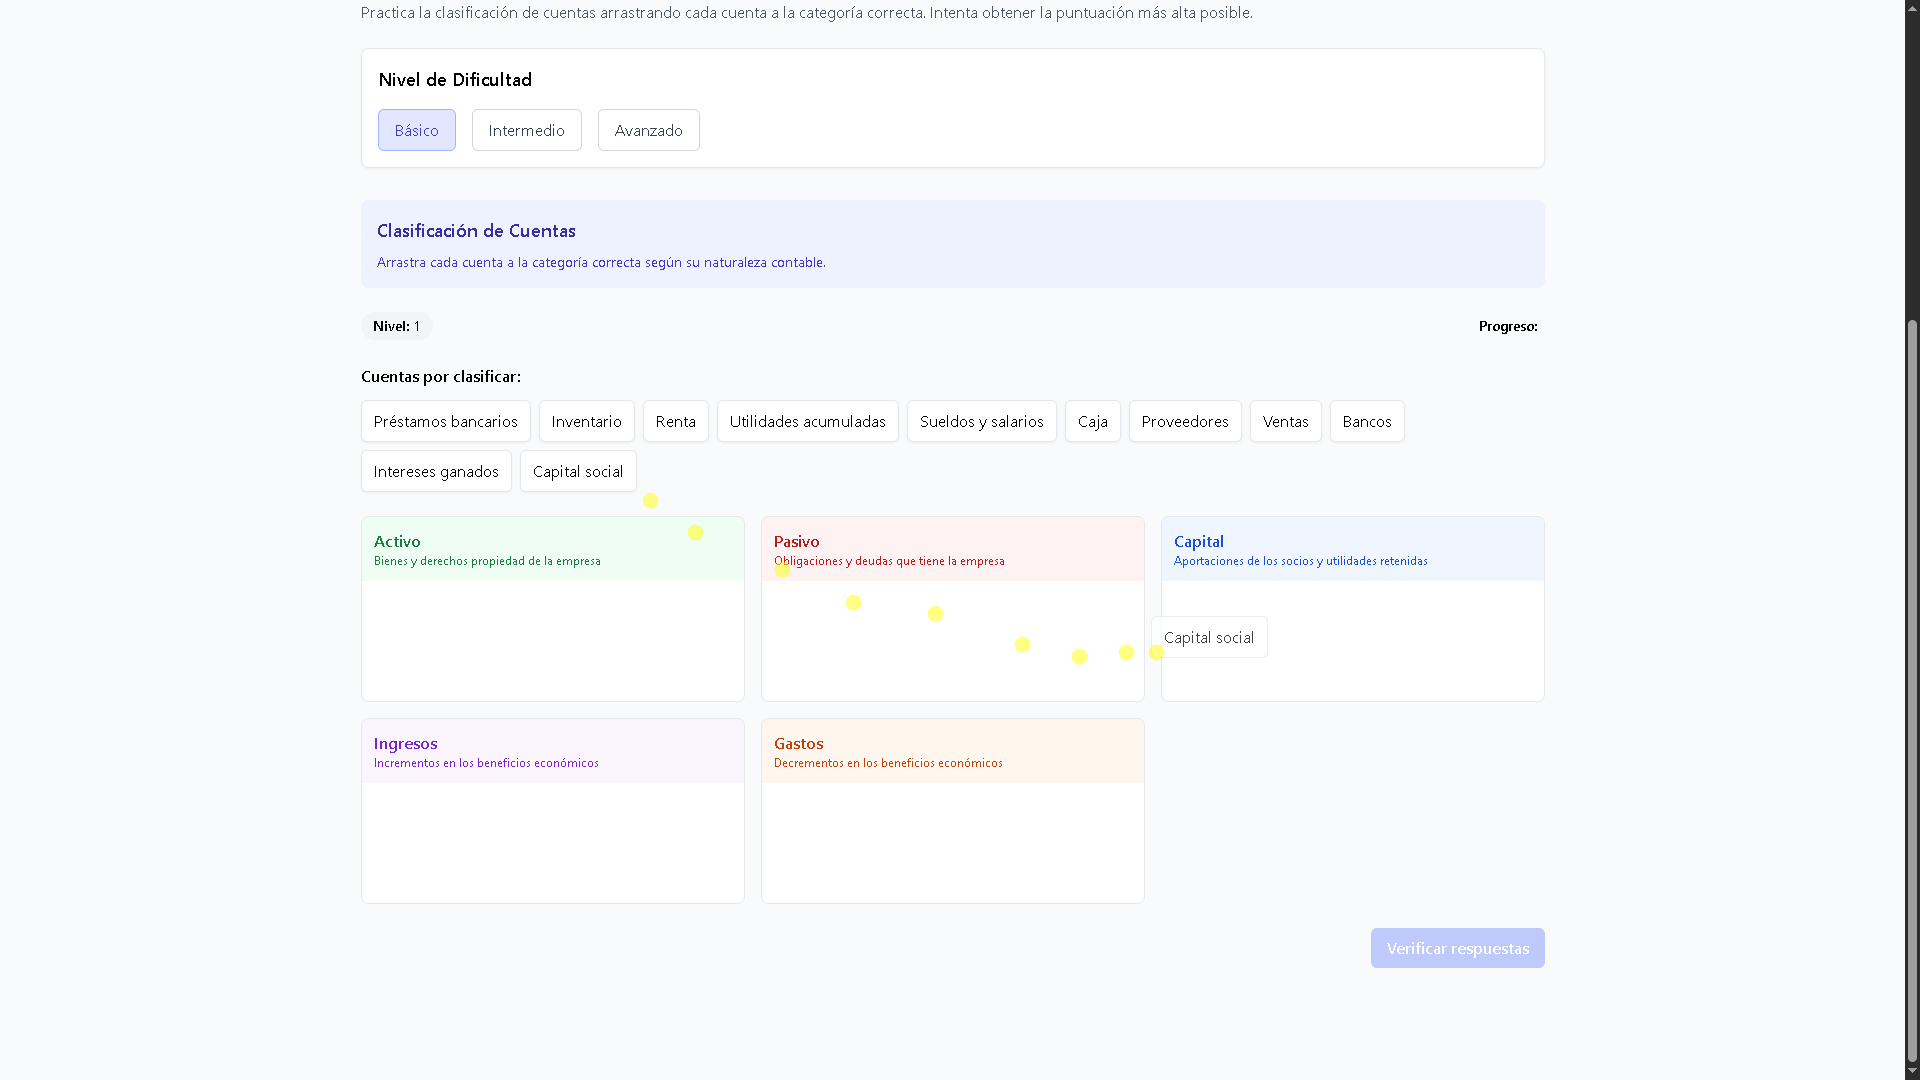 Practica la clasificación de cuentas arrastrando cada cuenta a la categoría correcta. Intenta obtener la puntuación más alta posible.
Nivel de Dificultad
Básico
Intermedio
Avanzado
Clasificación de Cuentas
Arrastra cada cuenta a la categoría correcta según su naturaleza contable.
Nivel: 1
Progreso:
Cuentas por clasificar:
Préstamos bancarios
Inventario
Renta
Utilidades acumuladas
Sueldos y salarios
Caja
Proveedores
Ventas
Bancos
Intereses ganados
Capital social
Activo
Bienes y derechos propiedad de la empresa
Pasivo
Obligaciones y deudas que tiene la empresa
Capital
Aportaciones de los socios y utilidades retenidas
Capital social
Ingresos
Incrementos en los beneficios económicos
Gastos
Decrementos en los beneficios económicos
Verificar respuestas